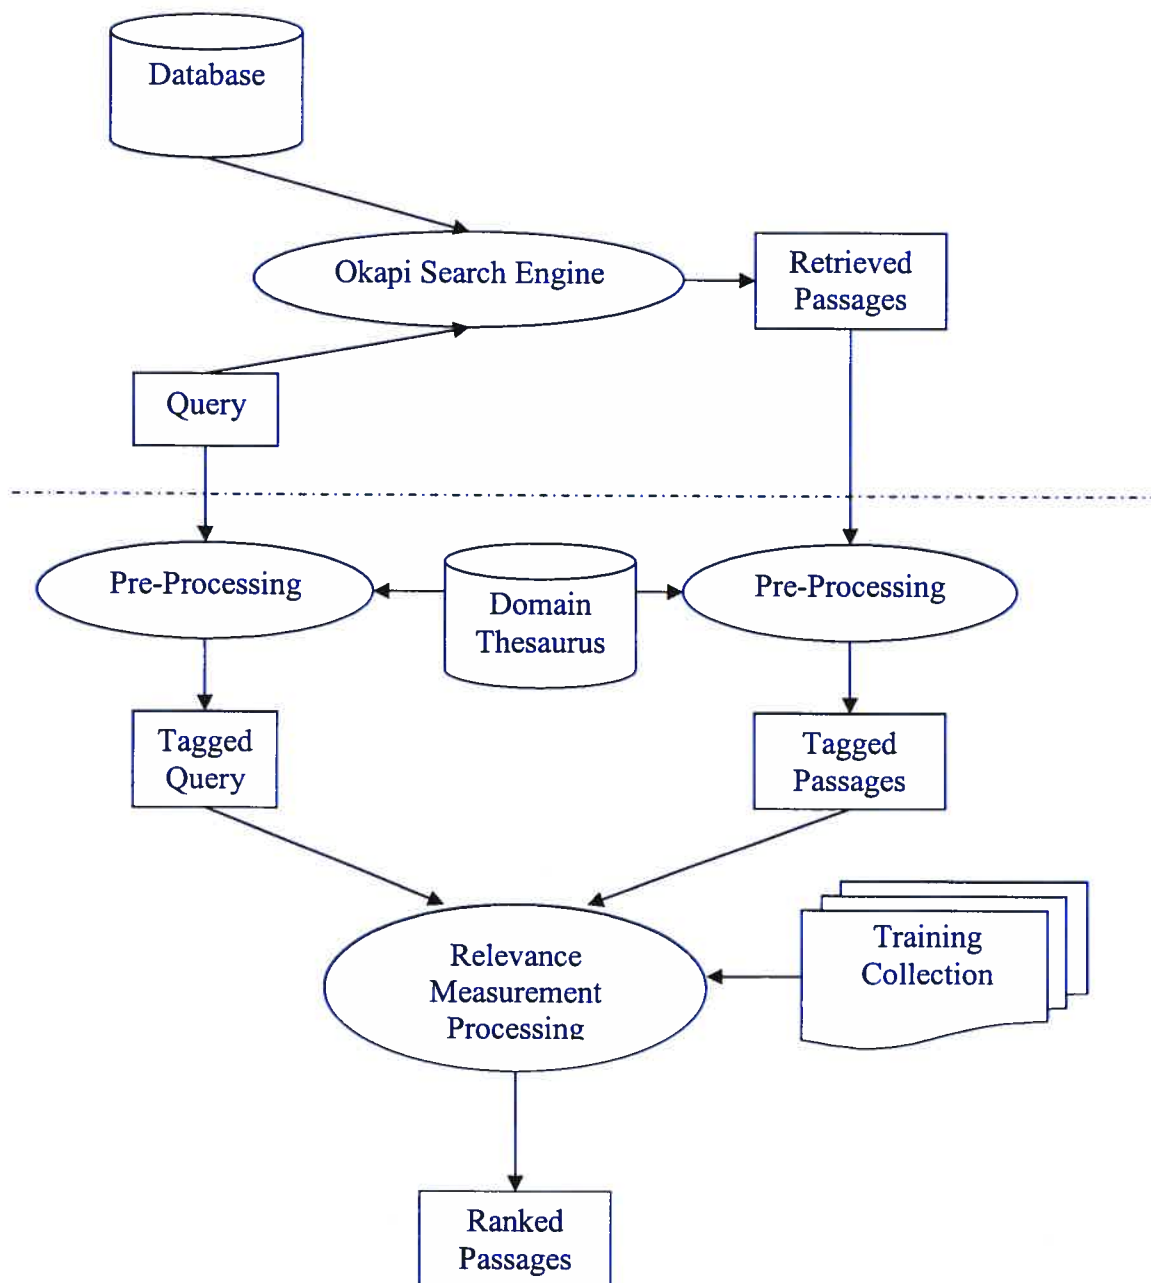 Database
Okapi Search Engine
Retrieved
Passages
Query
Pre-Processing
Domain
Thesaurus
Pre-Processing
Tagged
Query
Tagged
Passages
Relevance
Measurement
Processing
Training
Collection
Ranked
Passages